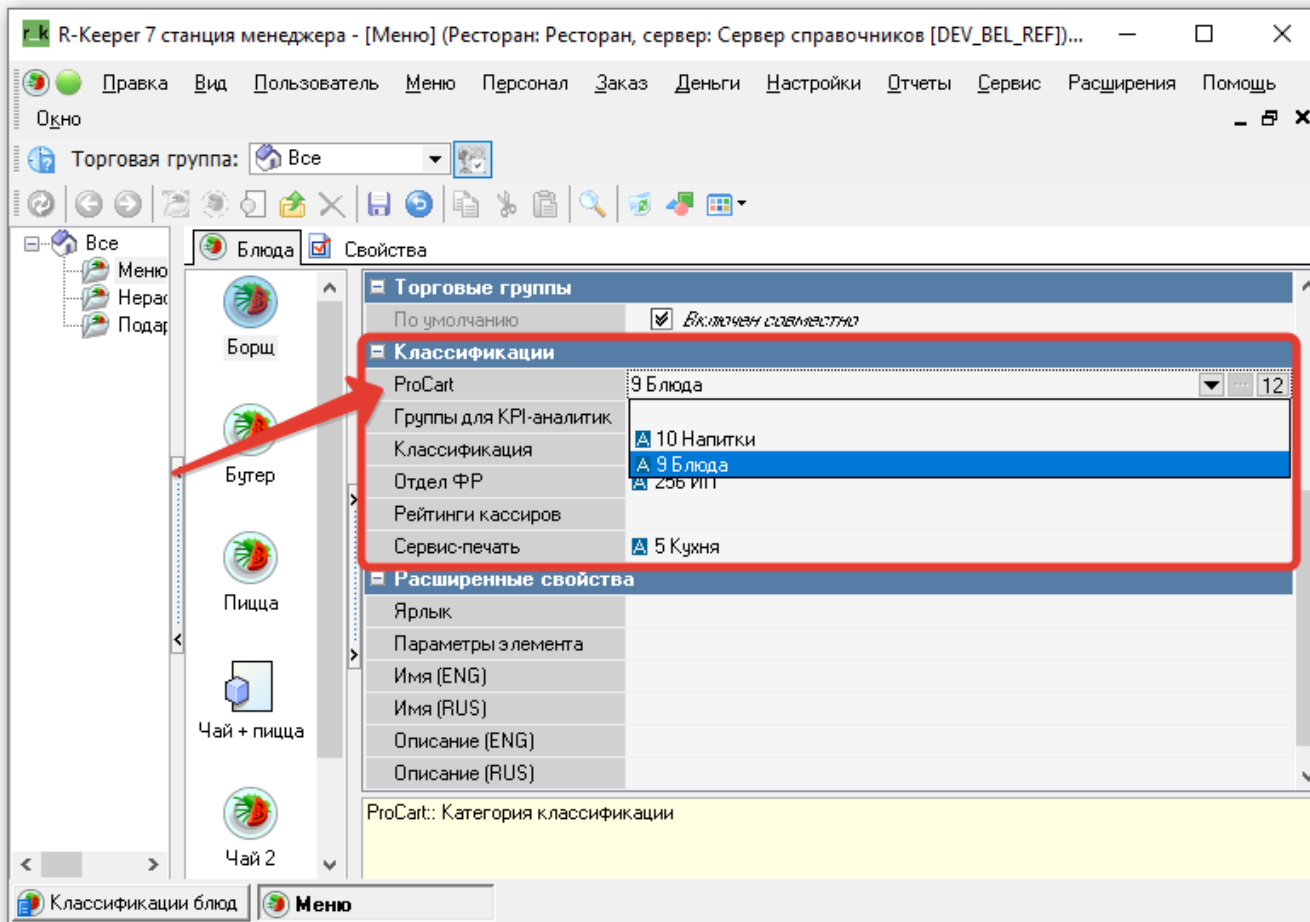 r_k R-Keeper 7 станция менеджера - [Меню] (Ресторан: Ресторан, сервер: Сервер справочников [DEV_BEL_REF])...
Правка Вид Пользователь Меню Персонал Заказ Деньги Настройки Отчеты Сервис Расширения Помощь
Окно
Торговая группа: Все
Все
Меню
Нерас
Подар
Блюда Свойства
Борщ
Бутер
Пицца
Чай + пицца
Чай 2
Торговые группы
По умолчанию Включен совместно
Классификации
ProCart 9 Блюда 12
Группы для KPI-аналитик
10 Напитки
Классификация
9 Блюда
Отдел ФР 256 ИП
Рейтинги кассиров
Сервис-печать 5 Кухня
Расширенные свойства
Ярлык
Параметры элемента
Имя (ENG)
Имя (RUS)
Описание (ENG)
Описание (RUS)
ProCart:: Категория классификации
Классификации блюд Меню